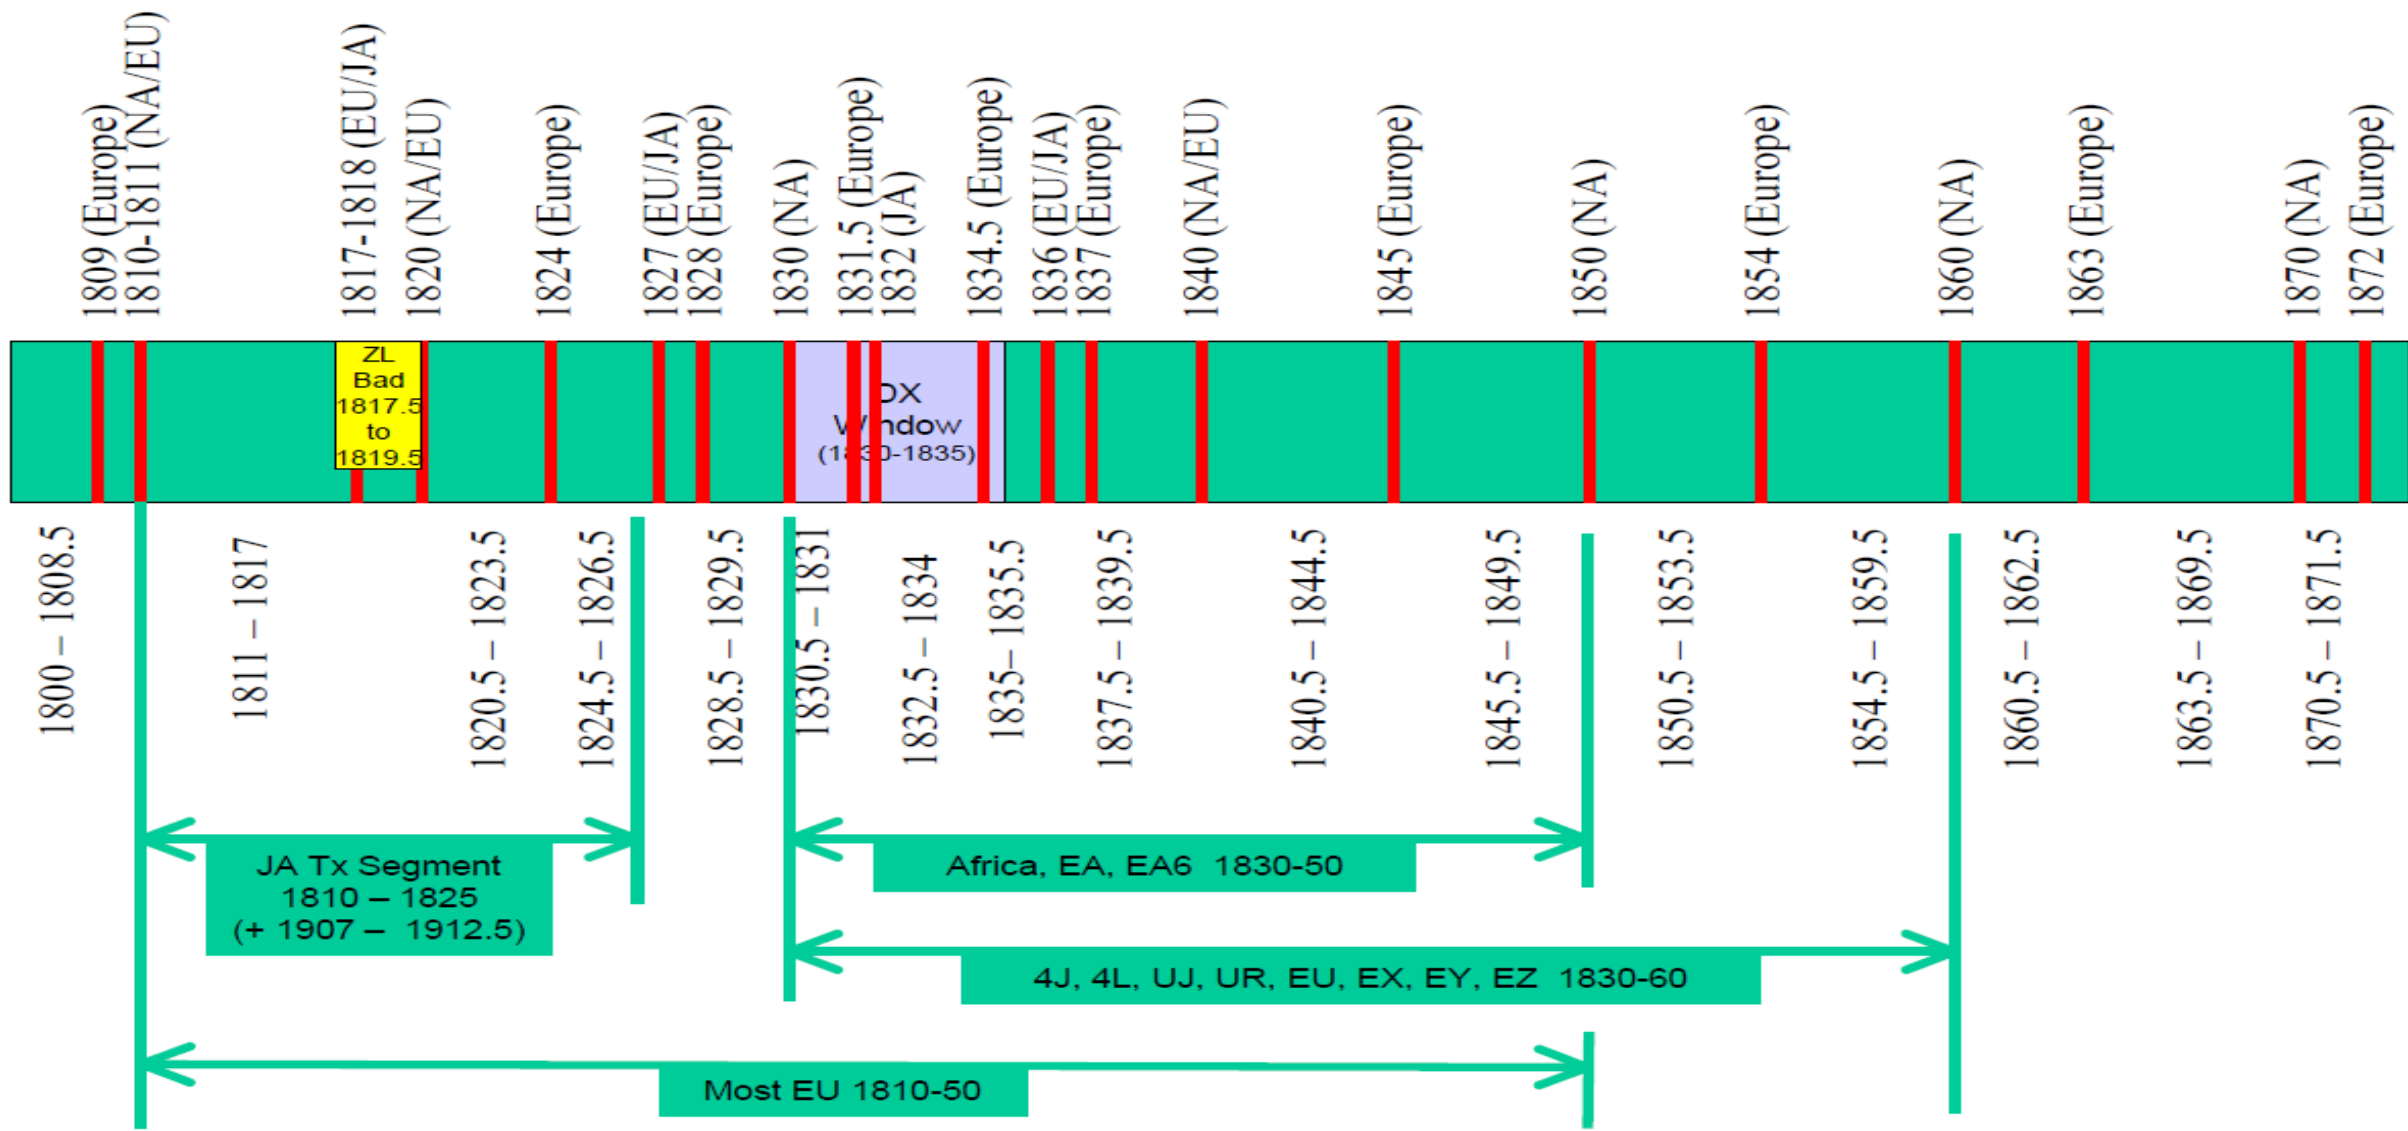 1809 (Europe)
1810-1811 (NA/EU)
1817-1818 (EU/JA)
1820 (NA/EU)
1824 (Europe)
1827 (EU/JA)
1828 (Europe)
1830 (NA)
1831.5 (Europe)
1832 (JA)
1834.5 (Europe)
1836 (EU/JA)
1837 (Europe)
1840 (NA/EU)
1845 (Europe)
1850 (NA)
1854 (Europe)
1860 (NA)
1863 (Europe)
1870 (NA)
1872 (Europe)
ZL
Bad
1817.5
to
1819.5
DX
Window
(1830-1835)
1800 – 1808.5
1811 – 1817
1820.5 – 1823.5
1824.5 – 1826.5
1828.5 – 1829.5
1830.5 – 1831
1832.5 – 1834
1835– 1835.5
1837.5 – 1839.5
1840.5 – 1844.5
1845.5 – 1849.5
1850.5 – 1853.5
1854.5 – 1859.5
1860.5 – 1862.5
1863.5 – 1869.5
1870.5 – 1871.5
JA Tx Segment
1810 – 1825
(+ 1907 – 1912.5)
Africa, EA, EA6 1830-50
4J, 4L, UJ, UR, EU, EX, EY, EZ 1830-60
Most EU 1810-50